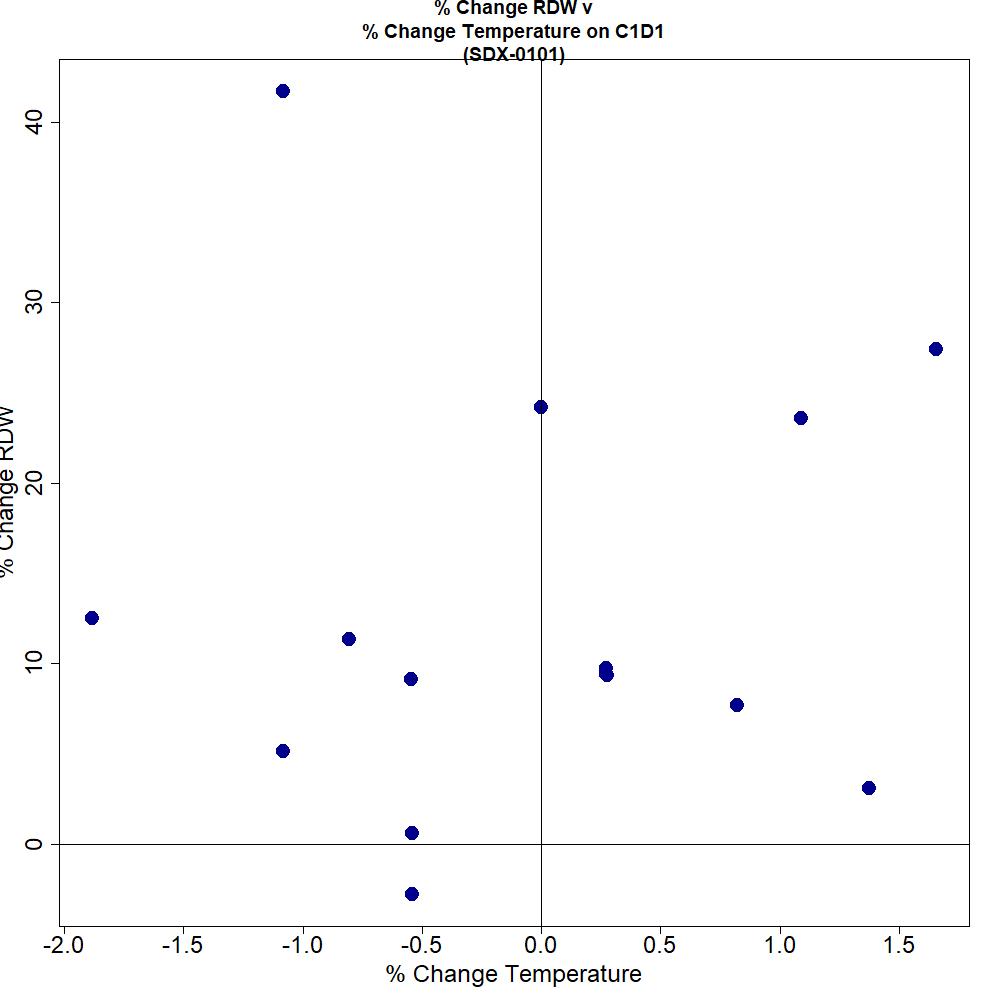 % Change RDW v
% Change Temperature on C1D1
(SDX-0101)
% Change RDW
40
30
20
10
0
-2.0 -1.5 -1.0 -0.5 0.0 0.5 1.0 1.5
% Change Temperature